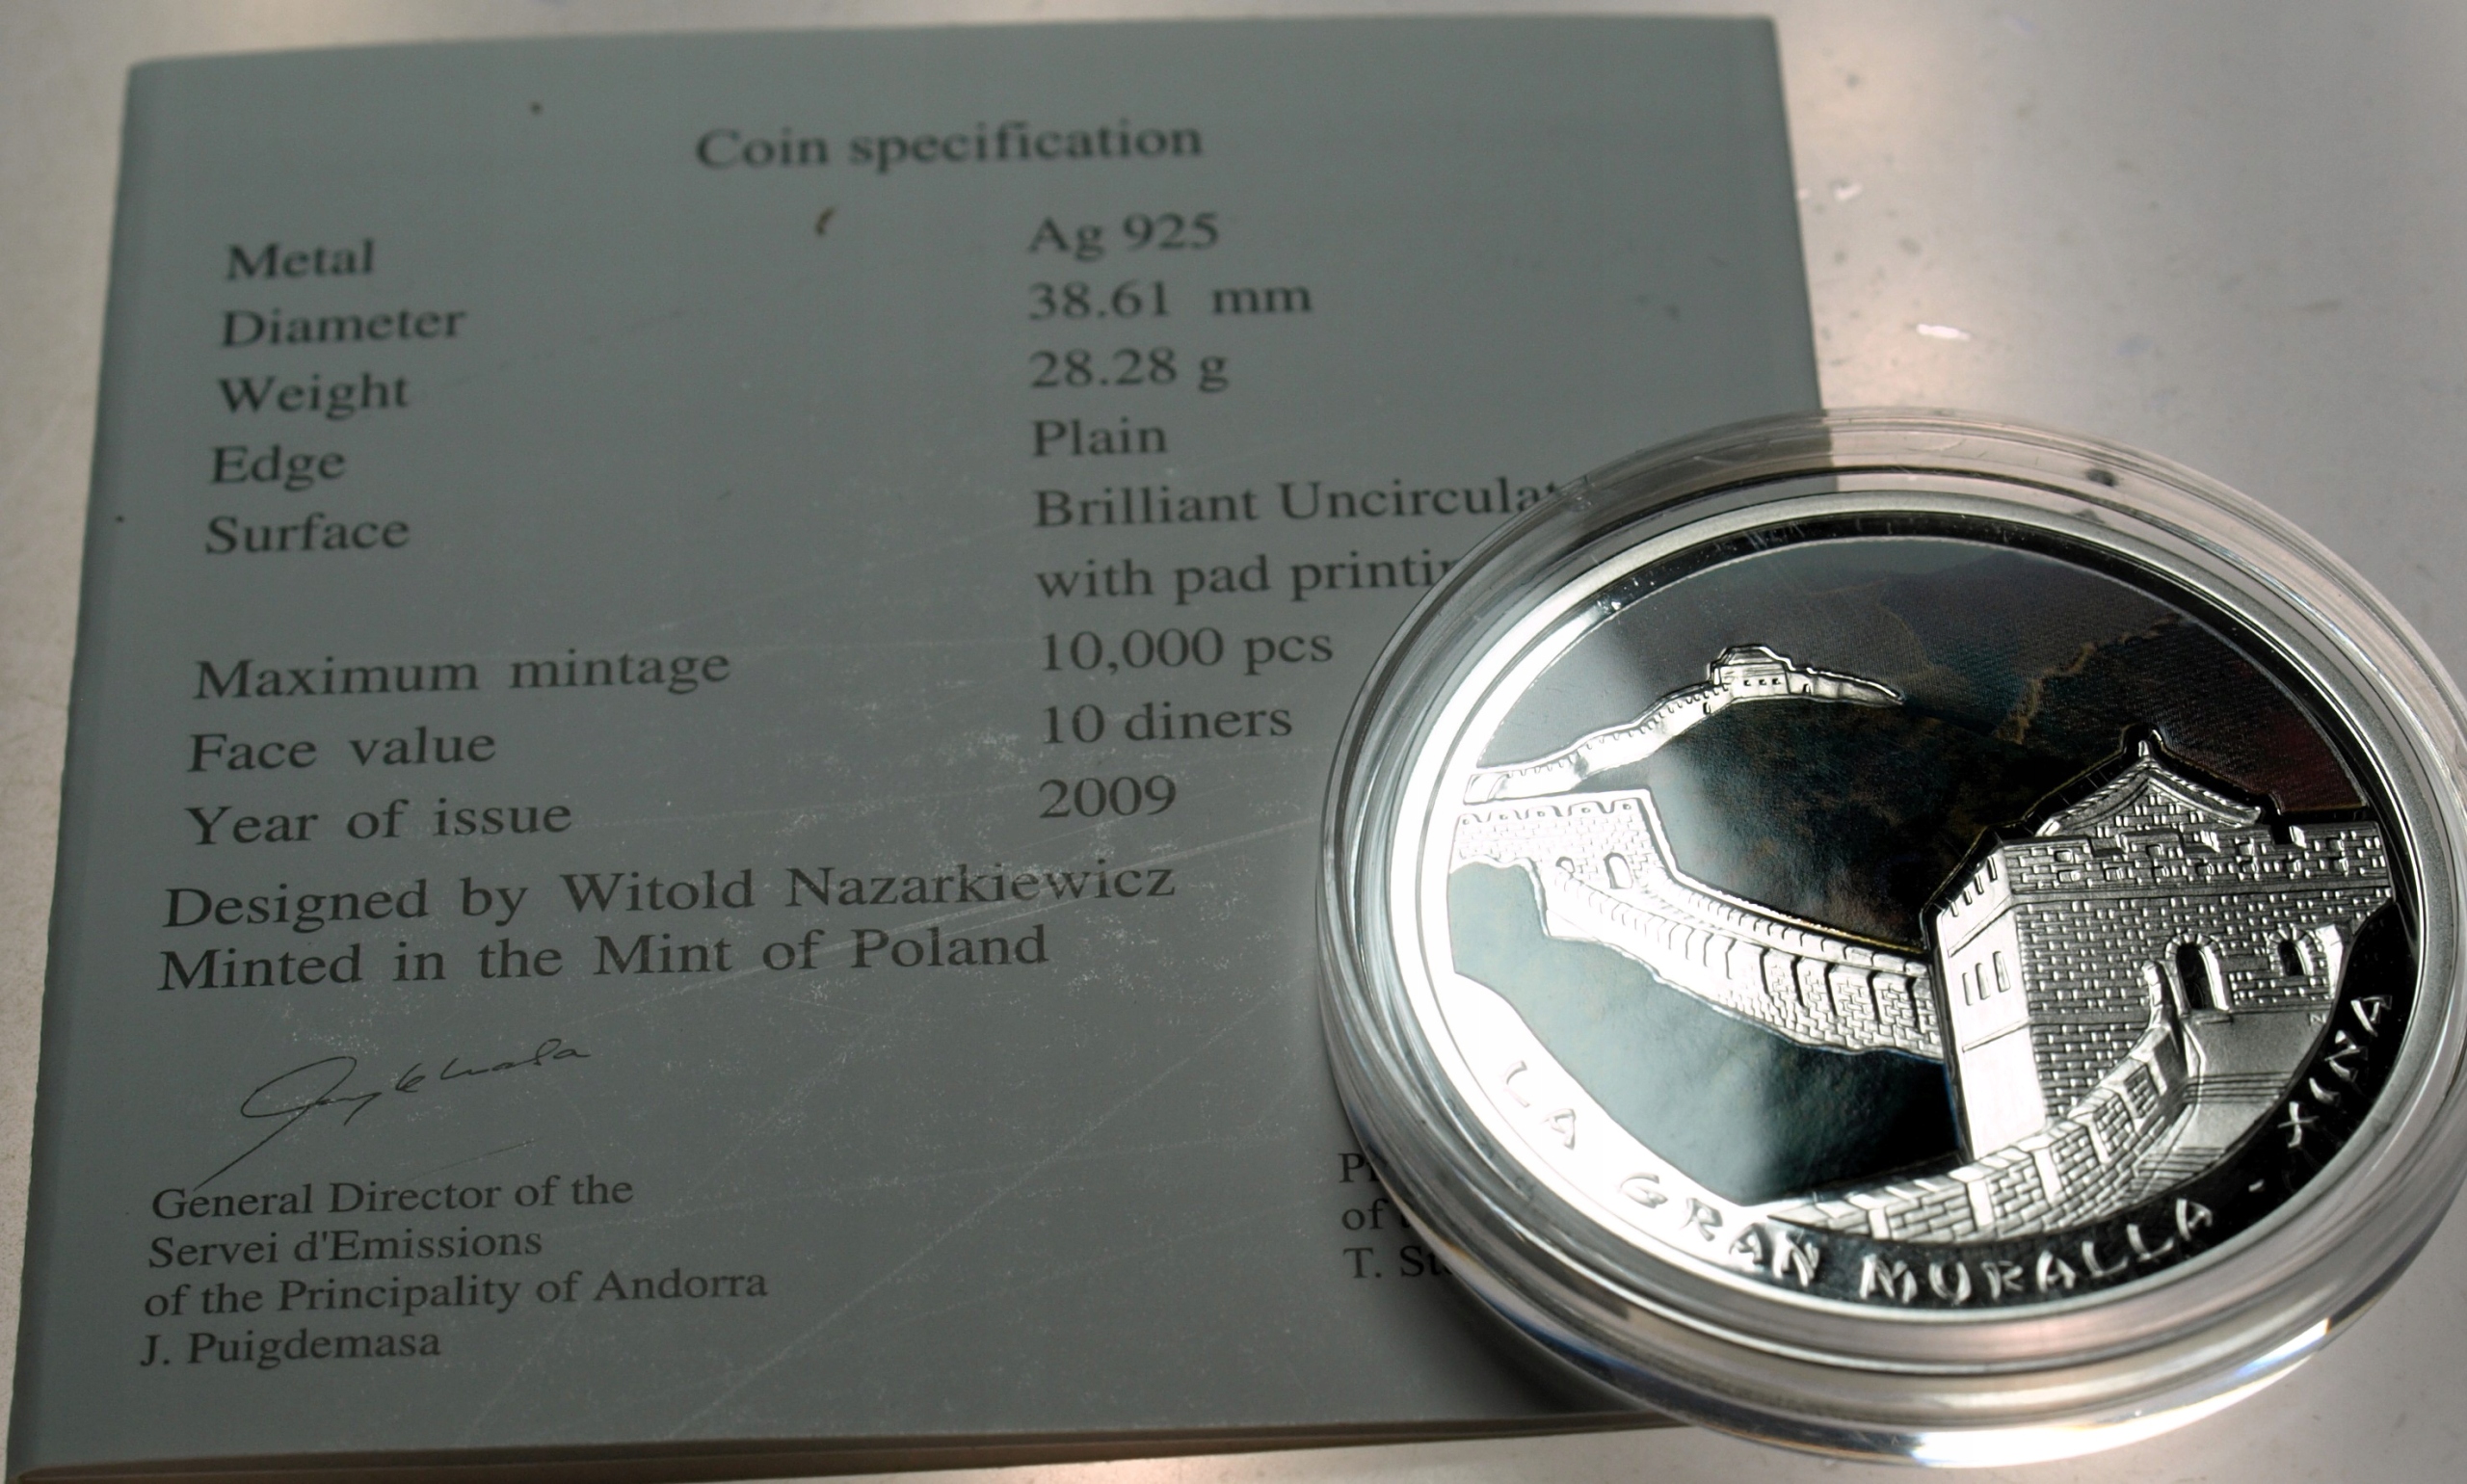 Coin specification
Metal Ag 925
Diameter 38.61 mm
Weight 28.28 g
Edge Plain
Surface Brilliant
with pad
Maximum mintage 10,000 pcs
Face value 10 diners
Year of issue 2009
Designed by Witold Nazarkiewicz
Minted in the Mint of Poland
General Director of the
Servei d'Emissions
of the Principality of Andorra
J. Puigdemasa
of
T.
LA GRAN MURALLA - XINA